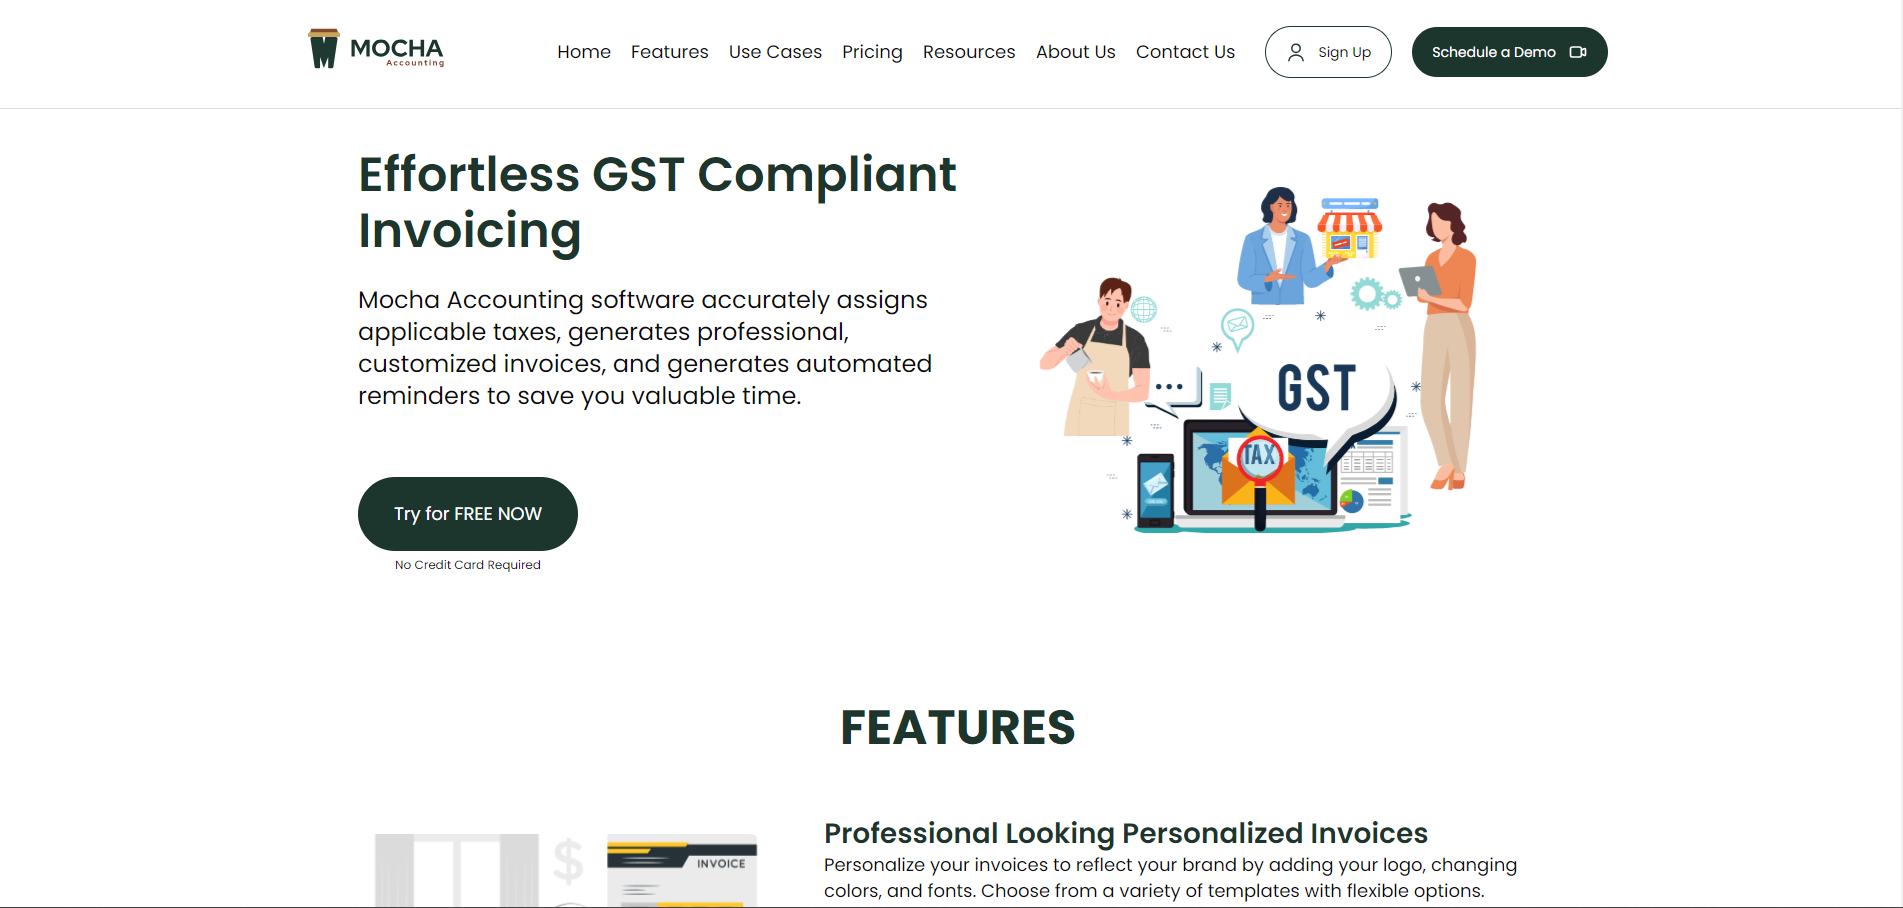 MOCHA
Accounting
Home
Features
Use Cases
Pricing
Resources
About Us
Contact Us
Sign Up
Schedule a Demo
Effortless GST Compliant
Invoicing
Mocha Accounting software accurately assigns
applicable taxes, generates professional,
customized invoices, and generates automated
reminders to save you valuable time.
Try for FREE NOW
No Credit Card Required
GST
TAX
FEATURES
INVOICE
Professional Looking Personalized Invoices
Personalize your invoices to reflect your brand by adding your logo, changing
colors, and fonts. Choose from a variety of templates with flexible options.